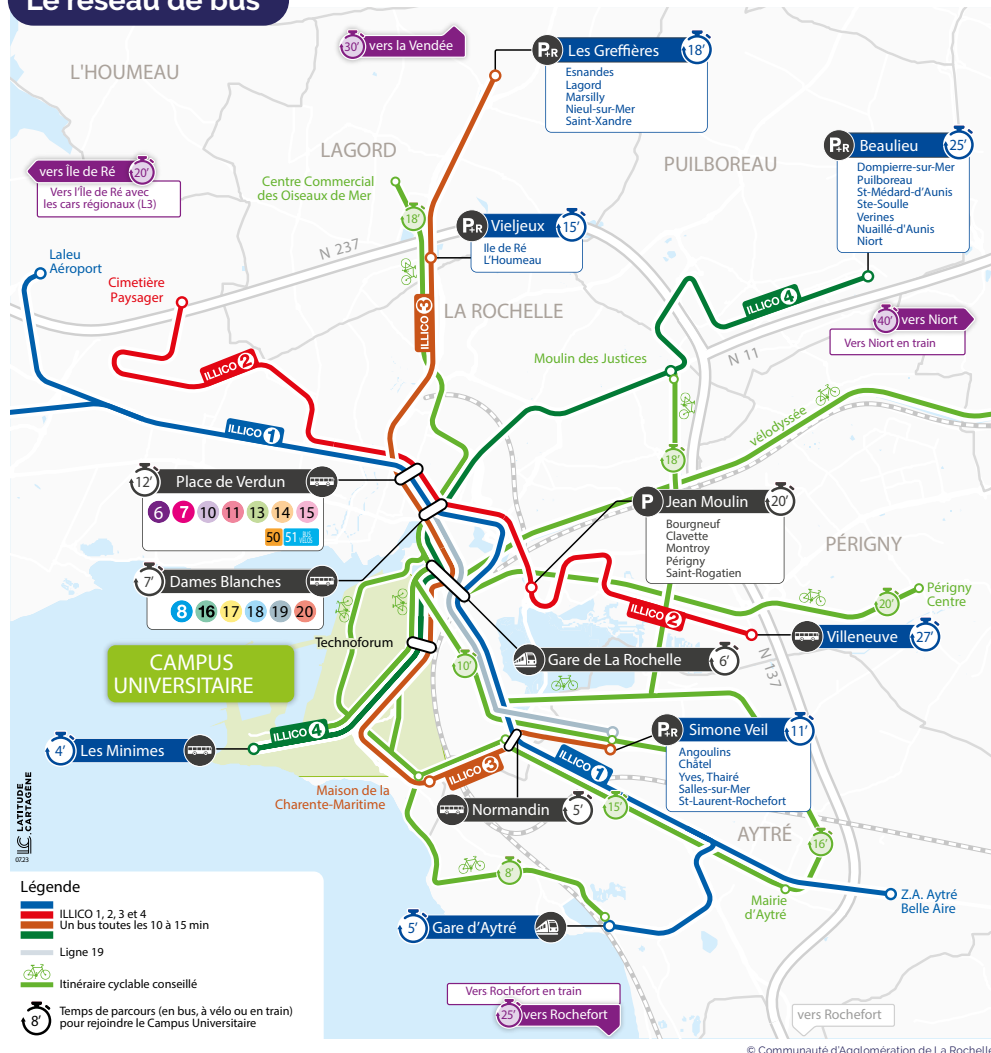 Le réseau de bus
30' vers la Vendée
P+R Les Greffières 18'
Esnandes
Lagord
Marsilly
Nieul-sur-Mer
Saint-Xandre
L'HOUMEAU
LAGORD
PUILBOREAU
P+R Beaulieu 25'
Dompierre-sur-Mer
Puilboreau
St-Médard-d'Aunis
Ste-Soulle
Verines
Nuaillé-d'Aunis
Niort
vers Île de Ré 20'
Vers l'Île de Ré avec
les cars régionaux (L3)
Centre Commercial
des Oiseaux de Mer
18'
P+R Vieljeux 15'
Ile de Ré
L'Houmeau
N 237
Laleu
Aéroport
Cimetière
Paysager
ILLICO 3
LA ROCHELLE
ILLICO 4
40' vers Niort
Vers Niort en train
N 11
Moulin des Justices
ILLICO 2
ILLICO 1
vélodyssée
18'
12' Place de Verdun
6 7 10 11 13 14 15
50 51
P Jean Moulin 20'
Bourgneuf
Clavette
Montroy
Périgny
Saint-Rogatien
PÉRIGNY
7' Dames Blanches
8 16 17 18 19 20
Périgny
Centre
20'
ILLICO 2
Villeneuve 27'
Technoforum
CAMPUS
UNIVERSITAIRE
10'
Gare de La Rochelle 6'
N 137
4' Les Minimes
ILLICO 4
P+R Simone Veil 11'
Angoulins
Châtel
Yves, Thairé
Salles-sur-Mer
St-Laurent-Rochefort
ILLICO 3
ILLICO 1
Maison de la
Charente-Maritime
Normandin 5'
15'
AYTRÉ
16'
8'
Mairie
d'Aytré
Z.A. Aytré
Belle Aire
5' Gare d'Aytré
LATITUDE
CARTAGÈNE
LC
0723
Légende
ILLICO 1, 2, 3 et 4
Un bus toutes les 10 à 15 min
Ligne 19
Itinéraire cyclable conseillé
8' Temps de parcours (en bus, à vélo ou en train)
pour rejoindre le Campus Universitaire
Vers Rochefort en train
25' vers Rochefort
vers Rochefort
© Communauté d'Agglomération de La Rochelle